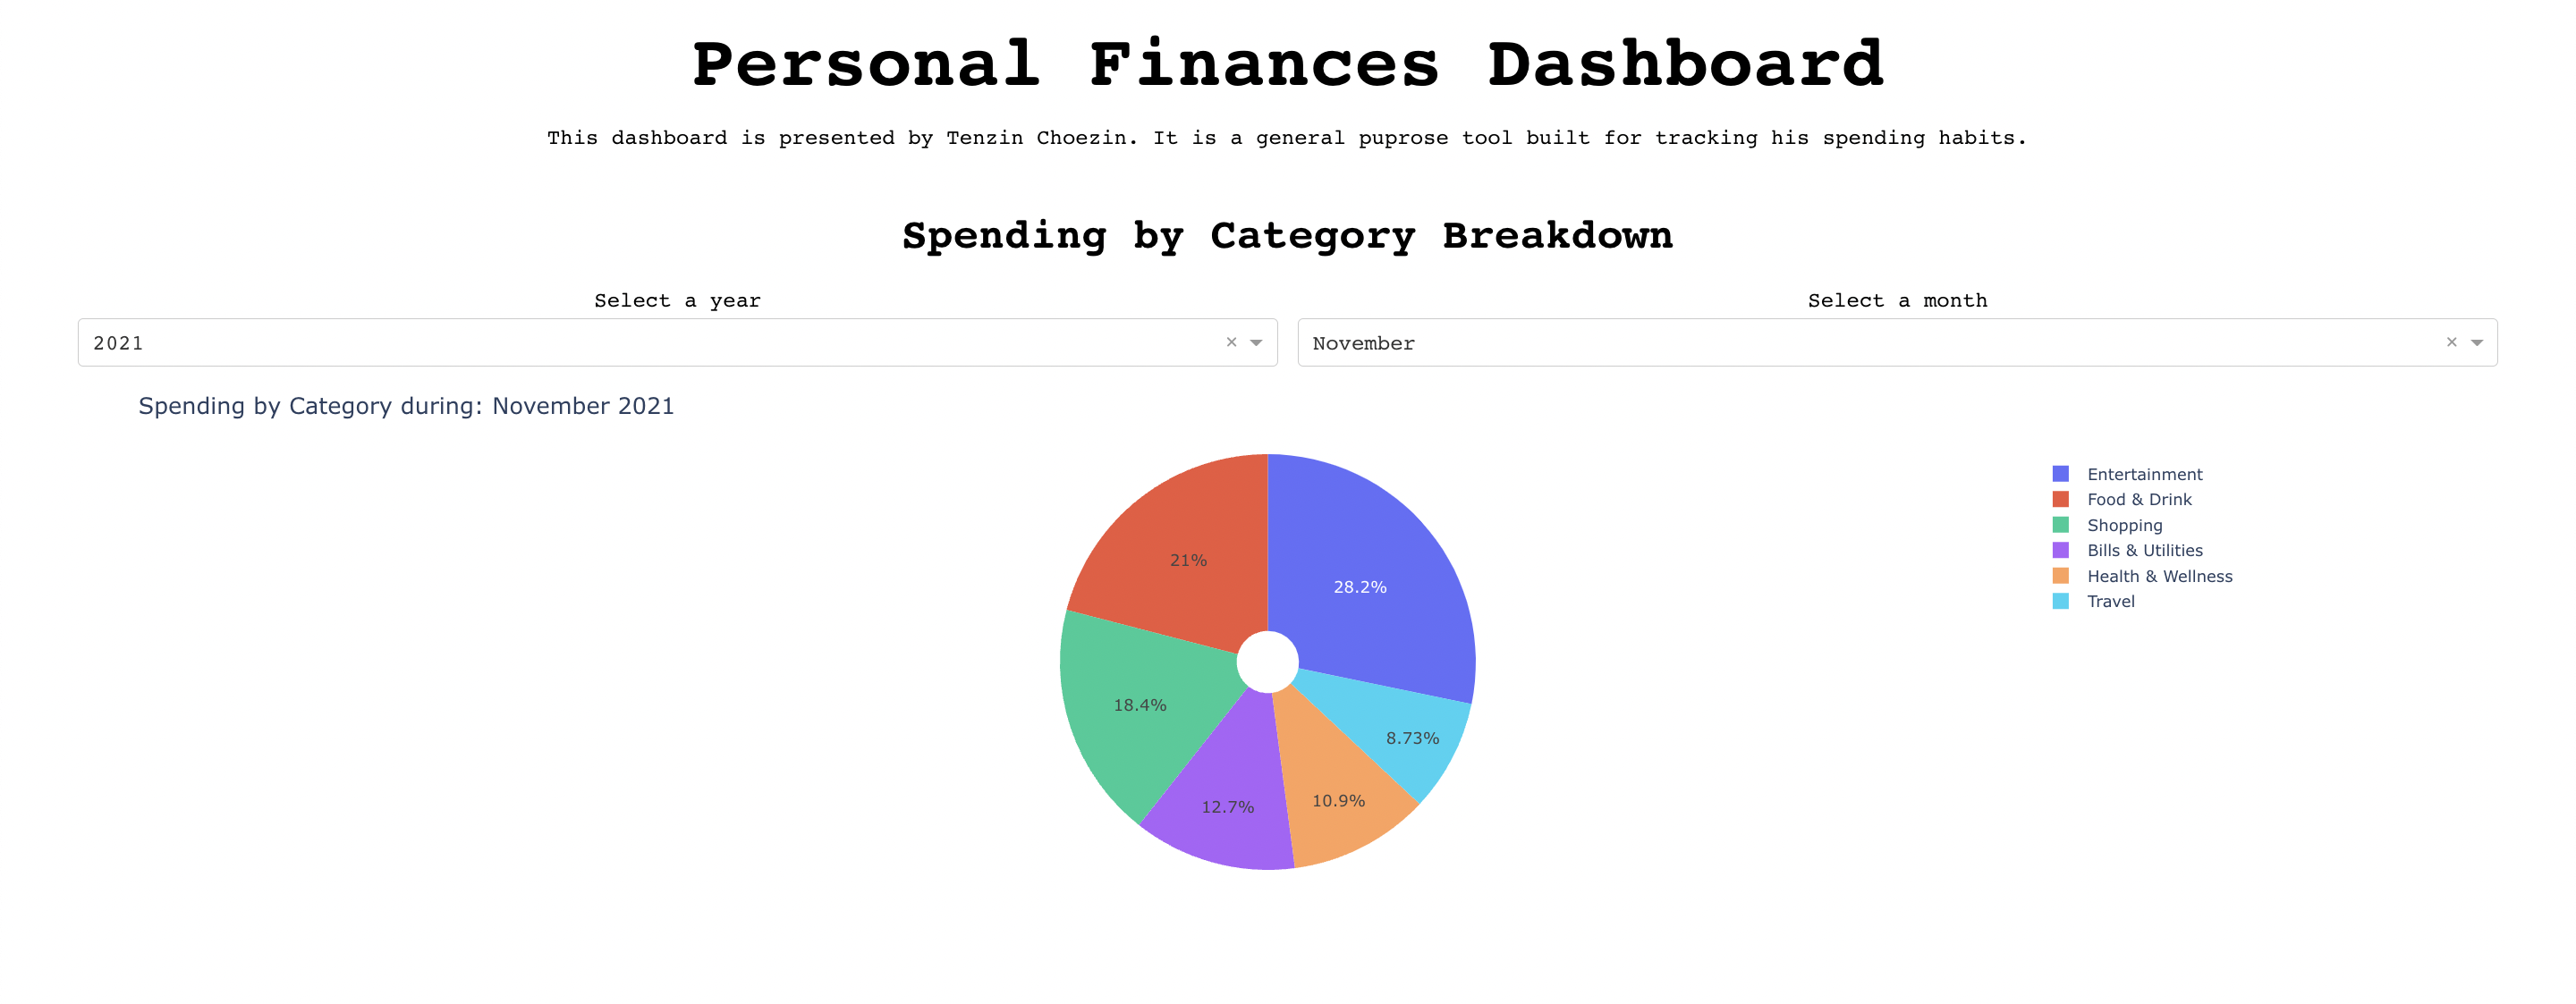 Personal Finances Dashboard
This dashboard is presented by Tenzin Choezin. It is a general puprose tool built for tracking his spending habits.
Spending by Category Breakdown
Select a year
Select a month
2021
November
Spending by Category during: November 2021
Entertainment
Food & Drink
Shopping
Bills & Utilities
Health & Wellness
Travel
21%
28.2%
18.4%
8.73%
12.7%
10.9%